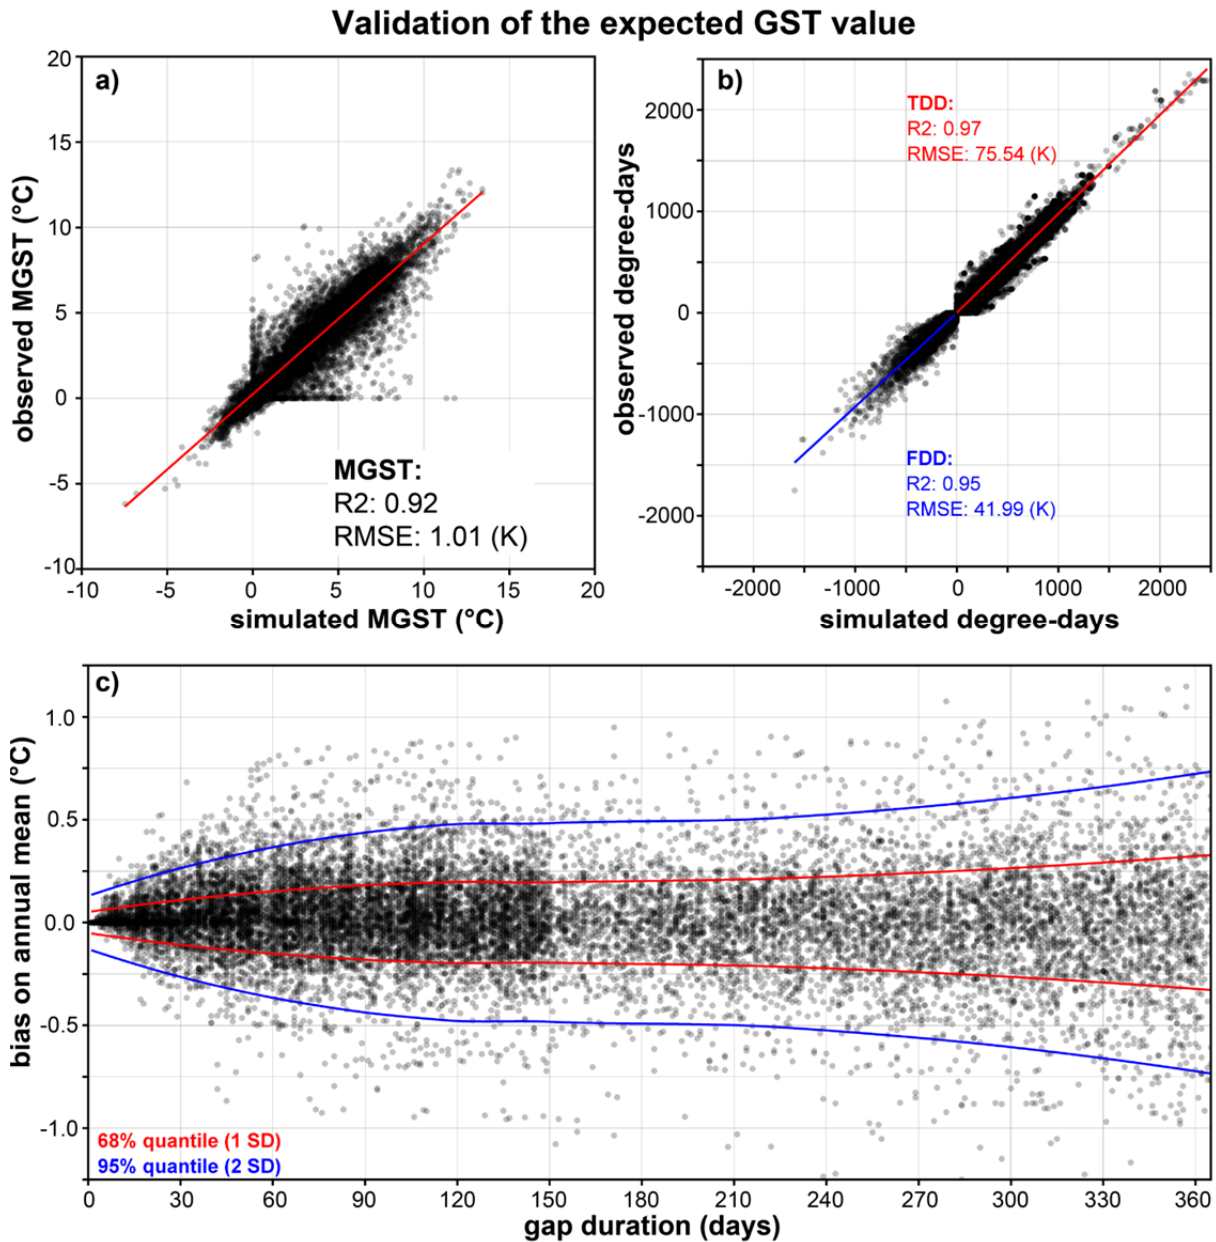 Validation of the expected GST value
a)
20
15
10
5
0
-5
-10
-10 -5 0 5 10 15 20
observed MGST (°C)
simulated MGST (°C)
MGST:
R2: 0.92
RMSE: 1.01 (K)
b)
2000
1000
0
-1000
-2000
-2000 -1000 0 1000 2000
observed degree-days
simulated degree-days
TDD:
R2: 0.97
RMSE: 75.54 (K)
FDD:
R2: 0.95
RMSE: 41.99 (K)
c)
1.0
0.5
0.0
-0.5
-1.0
bias on annual mean (°C)
68% quantile (1 SD)
95% quantile (2 SD)
0 30 60 90 120 150 180 210 240 270 300 330 360
gap duration (days)